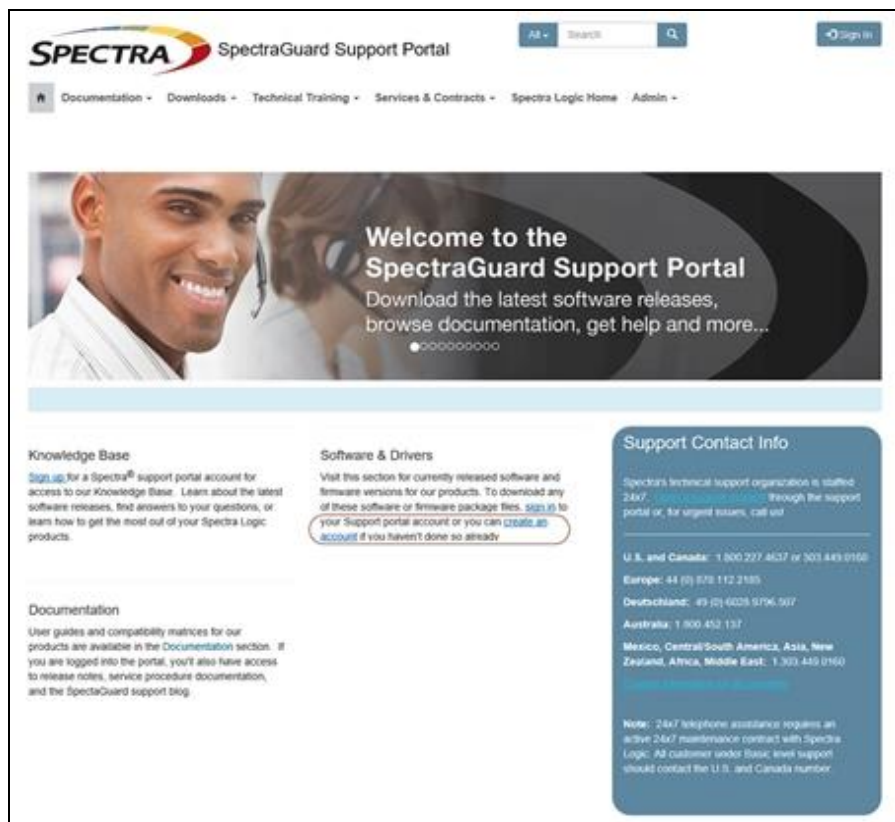 SPECTRA
SpectraGuard Support Portal
All
Search
Sign In
Documentation
Downloads
Technical Training
Services & Contracts
Spectra Logic Home
Admin
Welcome to the
SpectraGuard Support Portal
Download the latest software releases,
browse documentation, get help and more...
Knowledge Base
Sign up for a Spectra® support portal account for
access to our Knowledge Base. Learn about the latest
software releases, find answers to your questions, or
learn how to get the most out of your Spectra Logic
products.
Software & Drivers
Visit this section for currently released software and
firmware versions for our products. To download any
of these software or firmware package files, sign in to
your Support portal account or you can create an
account if you haven't done so already
Documentation
User guides and compatibility matrices for our
products are available in the Documentation section. If
you are logged into the portal, you'll also have access
to release notes, service procedure documentation,
and the SpectaGuard support blog.
Support Contact Info
Spectra's technical support organization is staffed
24x7. through the support
portal or, for urgent issues, call us!
U.S. and Canada: 1.800.227.4637 or 303.449.0160
Europe: 44 (0) 870.112.2185
Deutschland: 49 (0) 6028.9796.507
Australia: 1.800.452.137
Mexico, Central/South America, Asia, New
Zealand, Africa, Middle East: 1.303.449.0160
Note: 24x7 telephone assistance requires an
active 24x7 maintenance contract with Spectra
Logic. All customer under Basic level support
should contact the U.S. and Canada number.